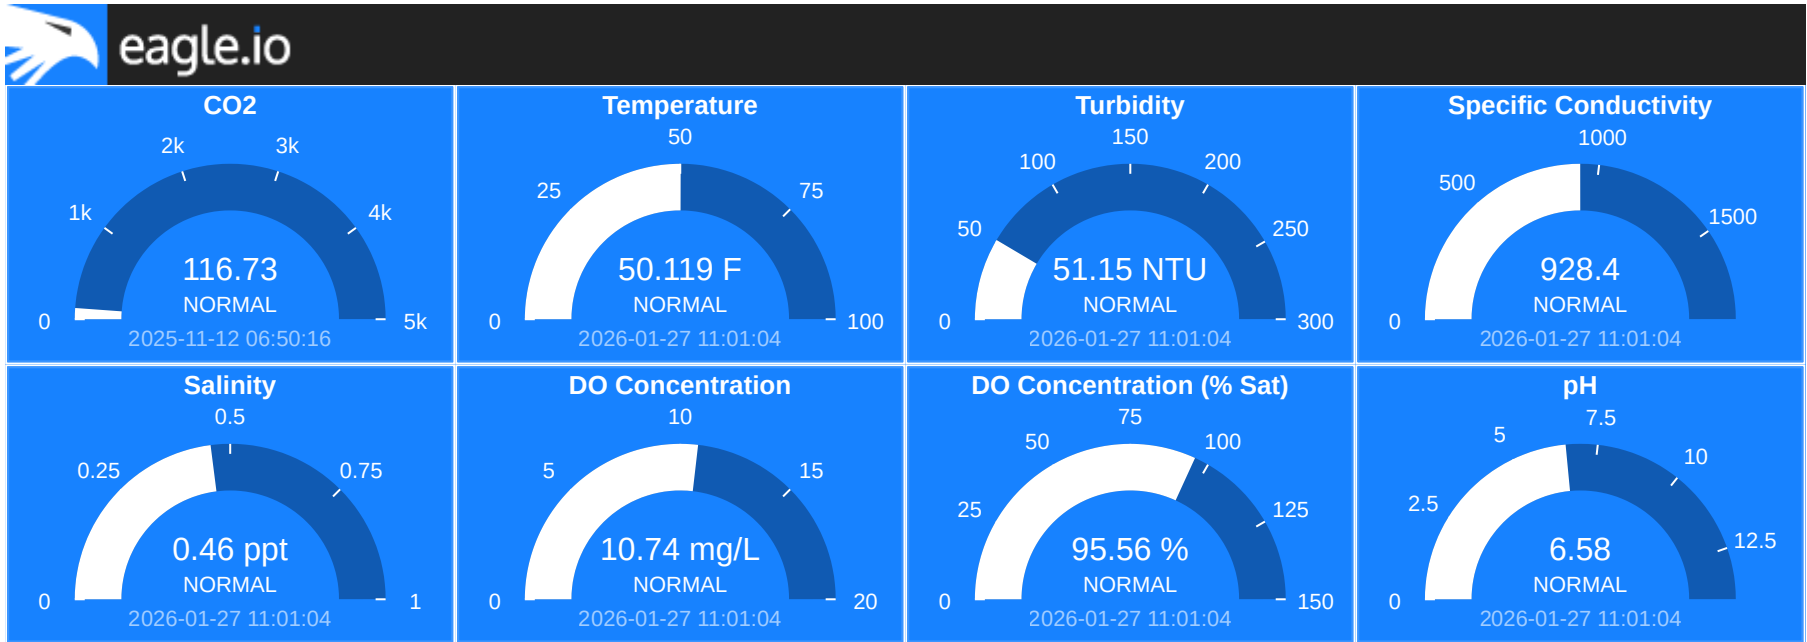 eagle.io
CO2
2k
3k
1k
4k
0
5k
116.73
NORMAL
2025-11-12 06:50:16
Temperature
50
25
75
0
100
50.119 F
NORMAL
2026-01-27 11:01:04
Turbidity
150
100
200
50
250
0
300
51.15 NTU
NORMAL
2026-01-27 11:01:04
Specific Conductivity
1000
500
1500
0
928.4
NORMAL
2026-01-27 11:01:04
Salinity
0.5
0.25
0.75
0
1
0.46 ppt
NORMAL
2026-01-27 11:01:04
DO Concentration
10
5
15
0
20
10.74 mg/L
NORMAL
2026-01-27 11:01:04
DO Concentration (% Sat)
75
50
100
25
125
0
150
95.56 %
NORMAL
2026-01-27 11:01:04
pH
7.5
5
10
2.5
12.5
0
6.58
NORMAL
2026-01-27 11:01:04